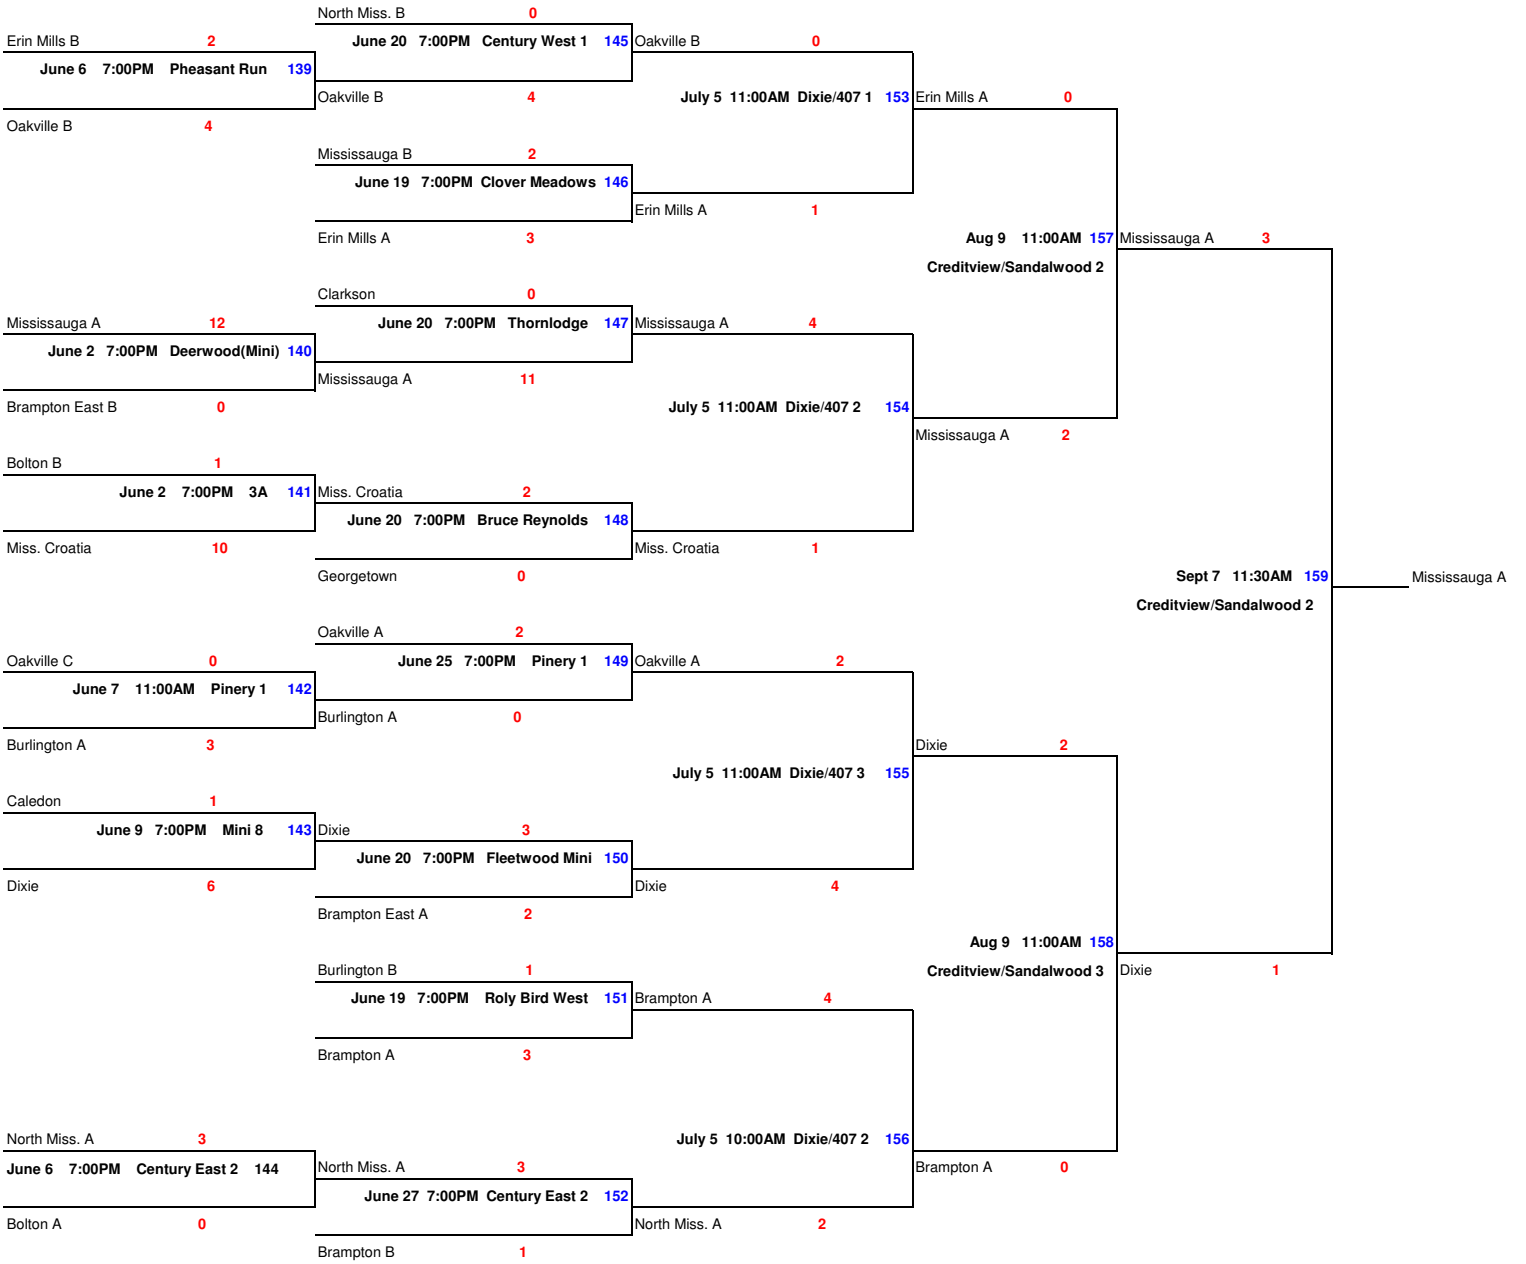 North Miss. B 0
Erin Mills B 2
June 20 7:00PM Century West 1 145
Oakville B 0
June 6 7:00PM Pheasant Run 139
Oakville B 4
July 5 11:00AM Dixie/407 1 153
Erin Mills A 0
Oakville B 4
Mississauga B 2
June 19 7:00PM Clover Meadows 146
Erin Mills A 1
Erin Mills A 3
Aug 9 11:00AM 157
Mississauga A 3
Creditview/Sandalwood 2
Clarkson 0
Mississauga A 12
June 20 7:00PM Thornlodge 147
Mississauga A 4
June 2 7:00PM Deerwood(Mini) 140
Mississauga A 11
Brampton East B 0
July 5 11:00AM Dixie/407 2 154
Mississauga A 2
Bolton B 1
June 2 7:00PM 3A 141
Miss. Croatia 2
June 20 7:00PM Bruce Reynolds 148
Miss. Croatia 10
Miss. Croatia 1
Georgetown 0
Sept 7 11:30AM 159
Mississauga A
Creditview/Sandalwood 2
Oakville A 2
Oakville C 0
June 25 7:00PM Pinery 1 149
Oakville A 2
June 7 11:00AM Pinery 1 142
Burlington A 0
Burlington A 3
Dixie 2
July 5 11:00AM Dixie/407 3 155
Caledon 1
June 9 7:00PM Mini 8 143
Dixie 3
June 20 7:00PM Fleetwood Mini 150
Dixie 6
Dixie 4
Brampton East A 2
Aug 9 11:00AM 158
Creditview/Sandalwood 3
Dixie 1
Burlington B 1
June 19 7:00PM Roly Bird West 151
Brampton A 4
Brampton A 3
North Miss. A 3
July 5 10:00AM Dixie/407 2 156
June 6 7:00PM Century East 2 144
North Miss. A 3
Brampton A 0
June 27 7:00PM Century East 2 152
Bolton A 0
North Miss. A 2
Brampton B 1